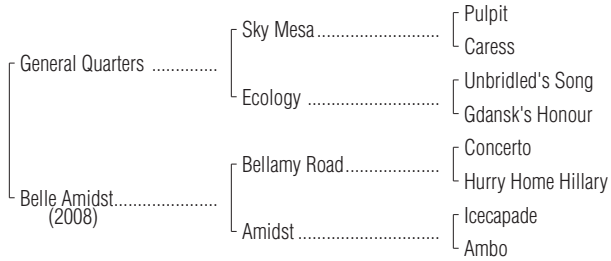 Pulpit
Sky Mesa....................
Caress
General Quarters .............
Unbridled's Song
Ecology .....................
Gdansk's Honour
Concerto
Bellamy Road.................
Hurry Home Hillary
Belle Amidst....................
(2008)
Icecapade
Amidst .......................
Ambo